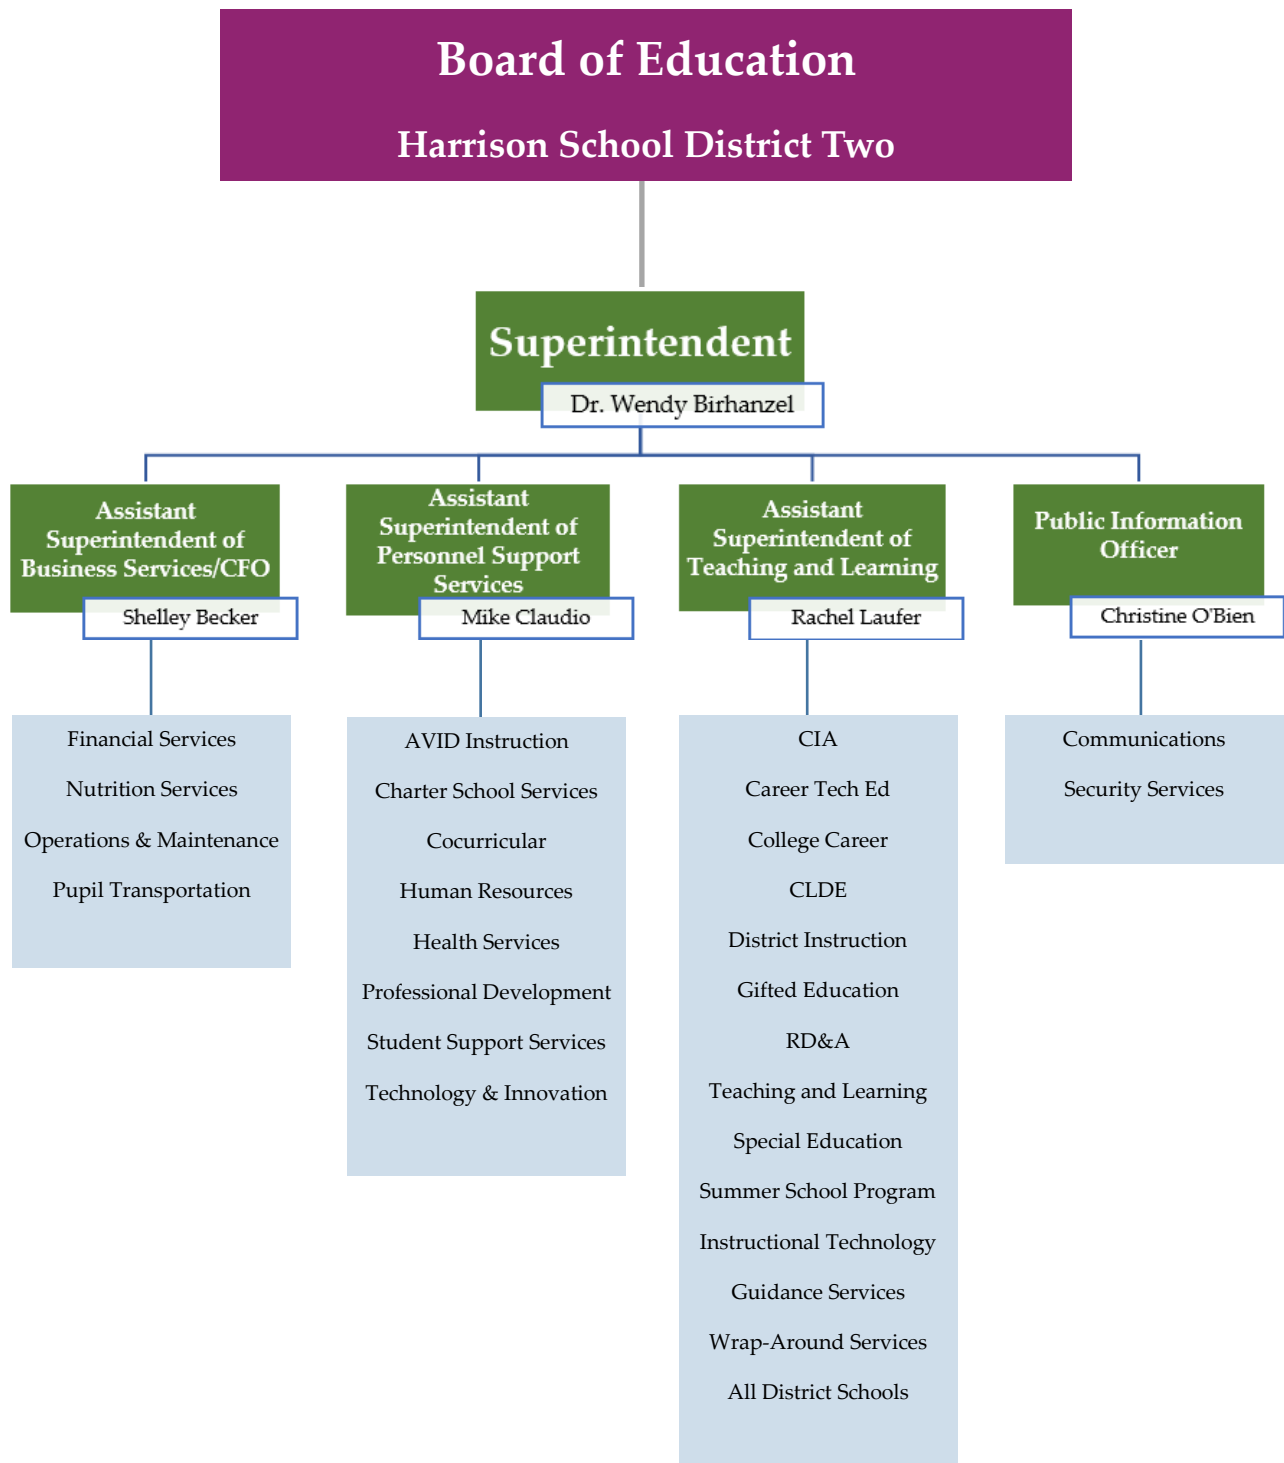 Board of Education
Harrison School District Two
Superintendent
Dr. Wendy Birhanzel
Assistant
Superintendent of
Business Services/CFO
Shelley Becker
Assistant
Superintendent of
Personnel Support
Services
Mike Claudio
Assistant
Superintendent of
Teaching and Learning
Rachel Laufer
Public Information
Officer
Christine O'Bien
Financial Services
Nutrition Services
Operations & Maintenance
Pupil Transportation
AVID Instruction
Charter School Services
Cocurricular
Human Resources
Health Services
Professional Development
Student Support Services
Technology & Innovation
CIA
Career Tech Ed
College Career
CLDE
District Instruction
Gifted Education
RD&A
Teaching and Learning
Special Education
Summer School Program
Instructional Technology
Guidance Services
Wrap-Around Services
All District Schools
Communications
Security Services